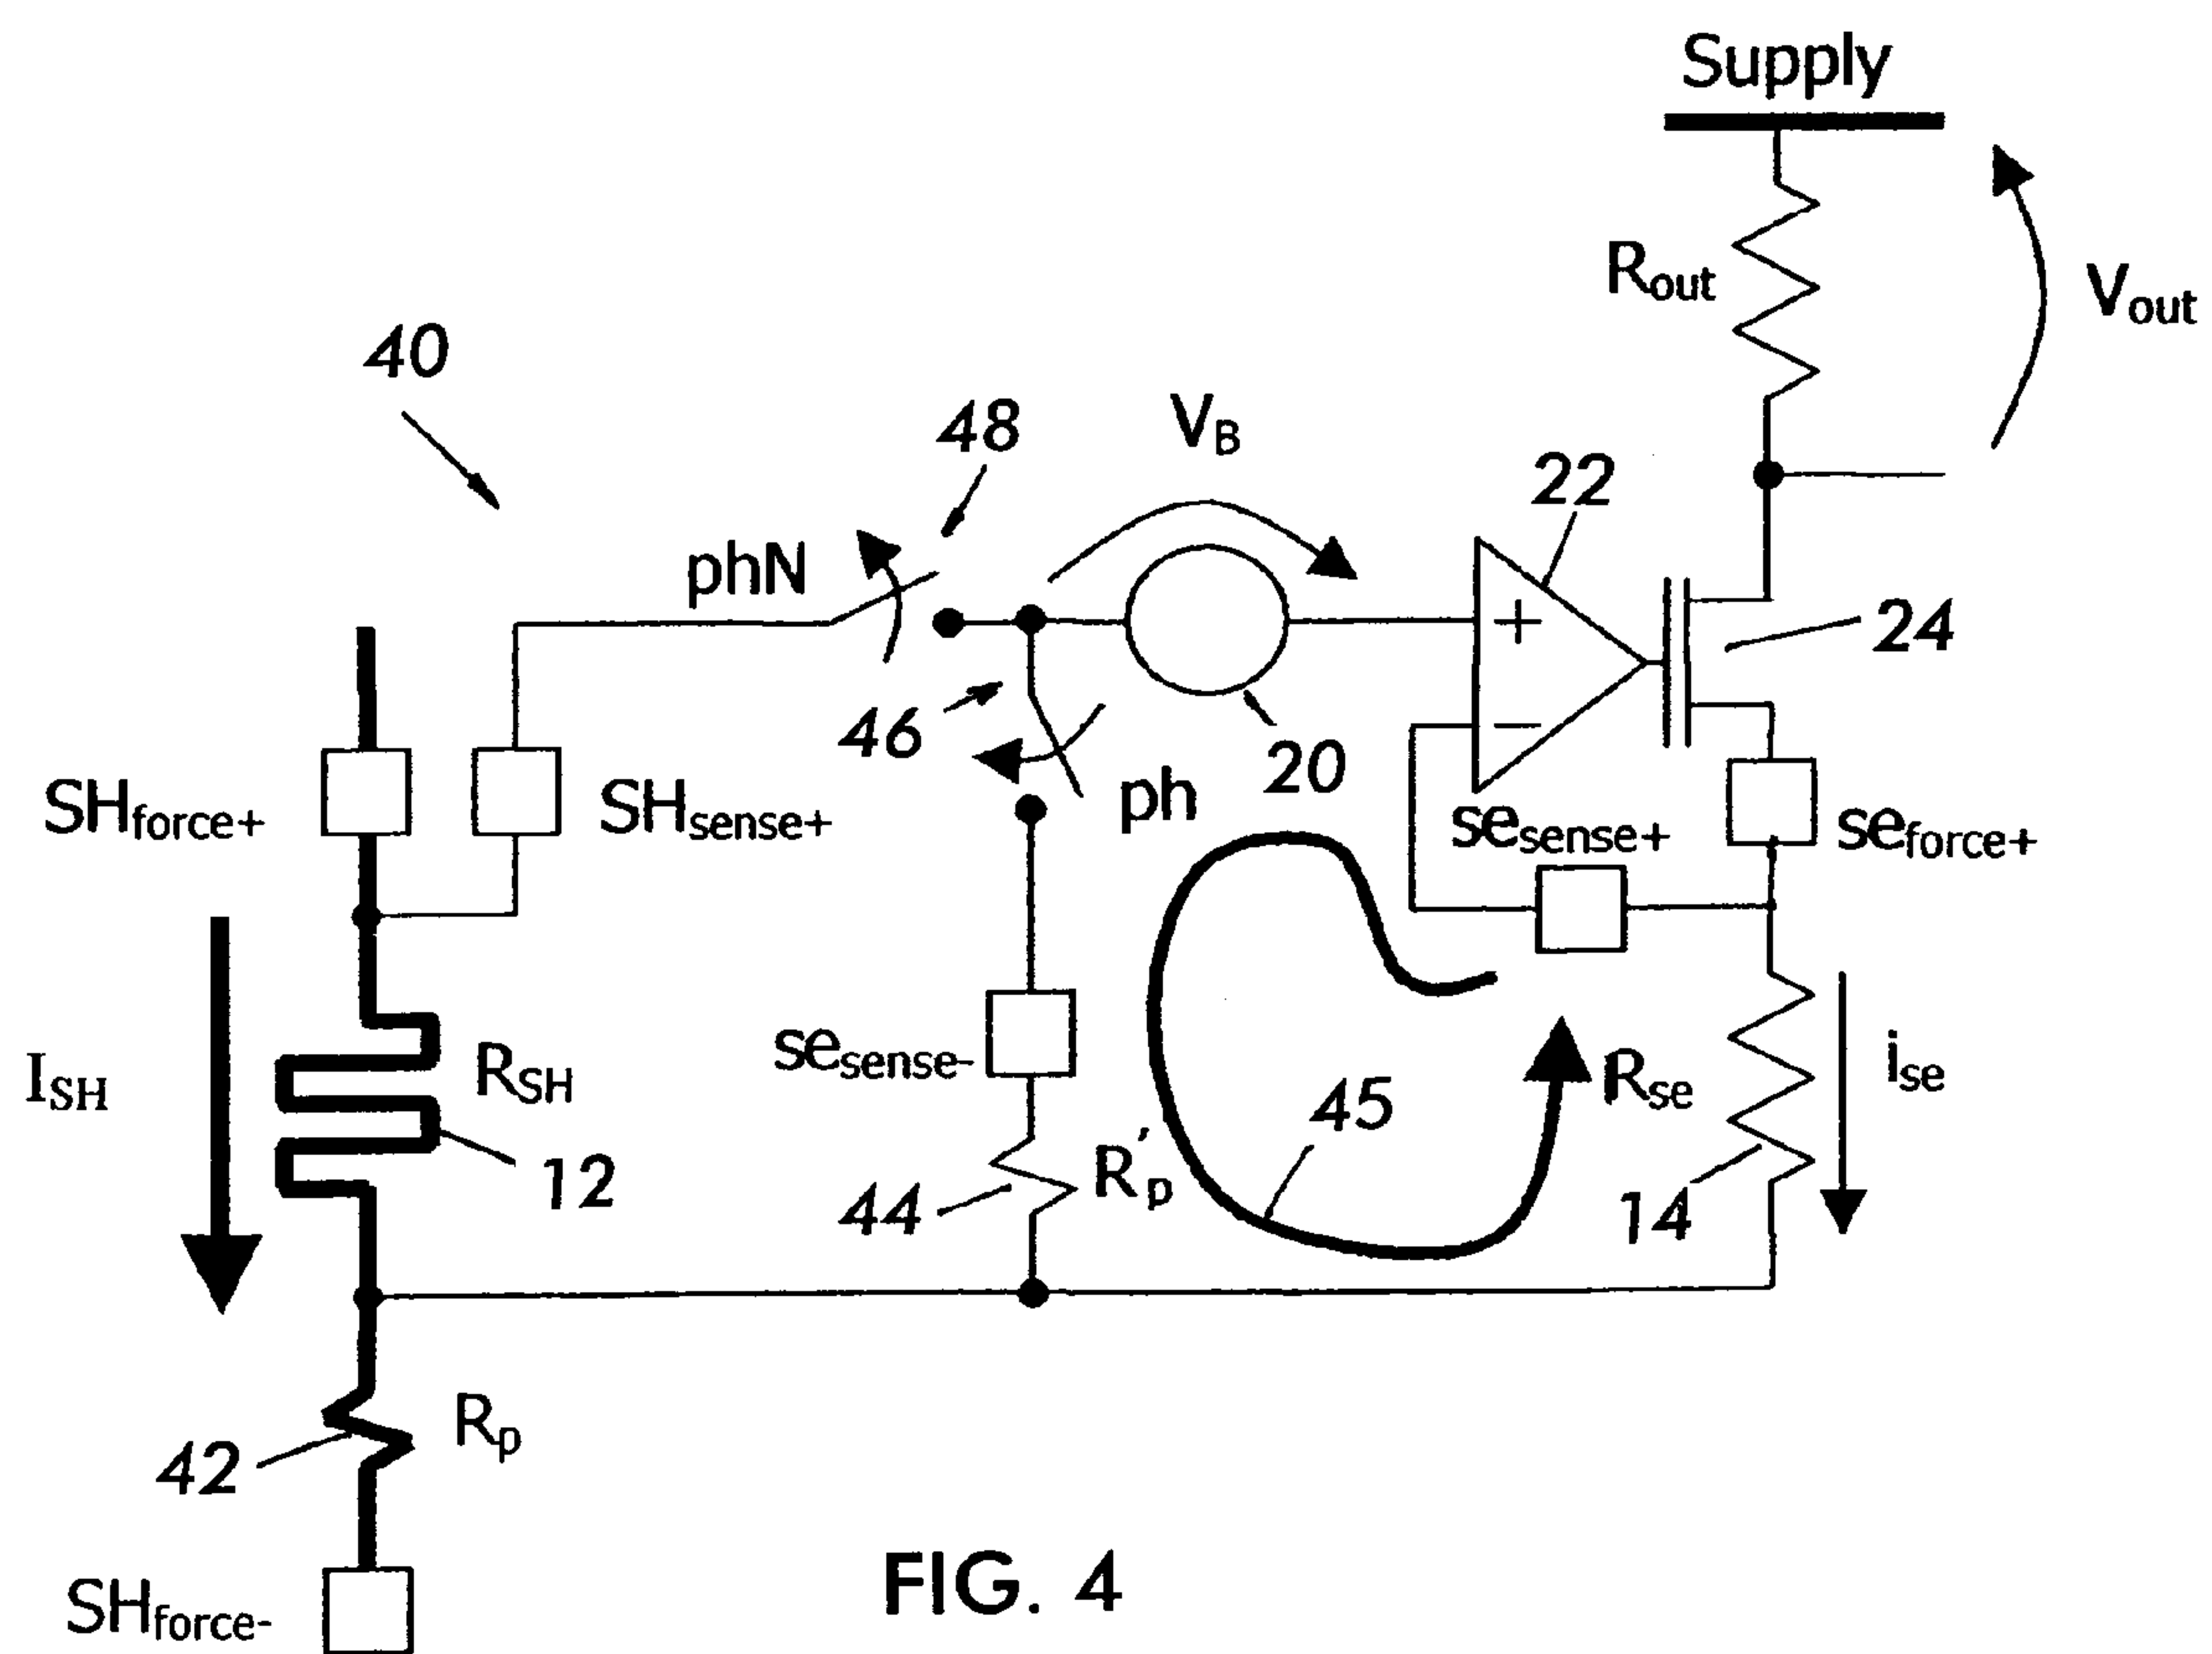 Supply
Rout
Vout
40
48
VB
22
phN
24
46
20
ph
SHforce+
SHsense+
sesense+
seforce+
ISH
RSH
sesense-
45
Rse
ise
12
44
R'p
14
Rp
42
SHforce-
FIG. 4
+
−